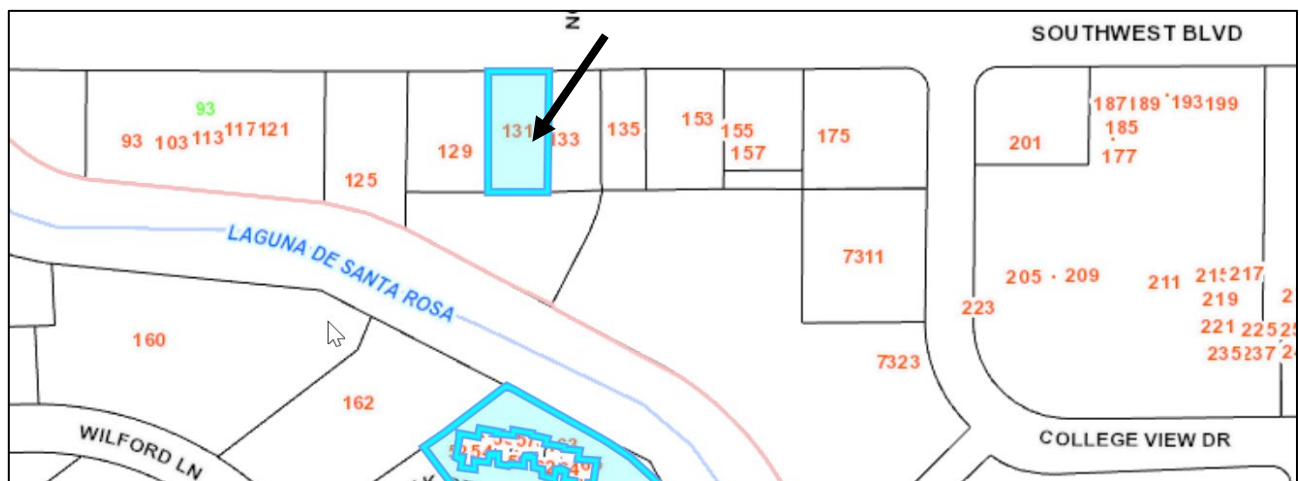 N
SOUTHWEST BLVD
93
93 103 113 117 121
125
129
131
133
135
153
155
157
175
201
187 189 193 199
185
177
LAGUNA DE SANTA ROSA
7311
205 · 209
211
215 217
219
221 225
235 237
223
7323
160
162
WILFORD LN
COLLEGE VIEW DR